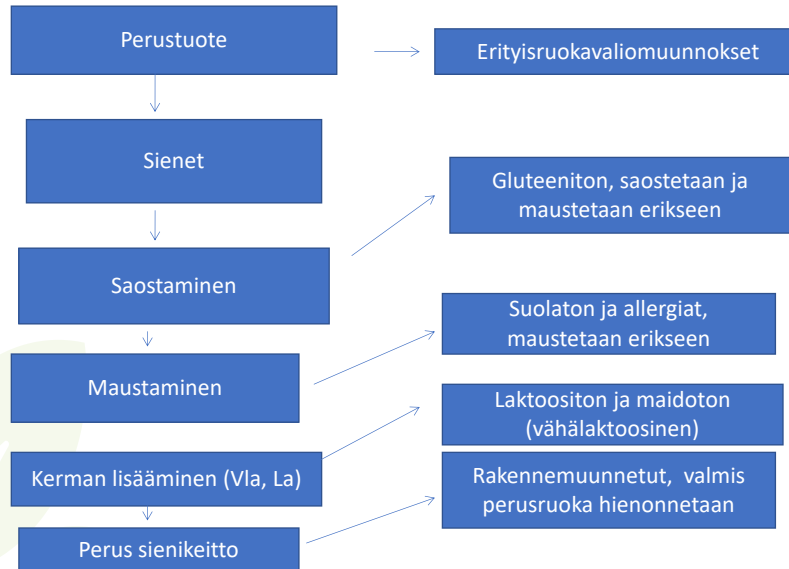 Perustuote
Erityisruokavaliomuunnokset
Sienet
Gluteeniton, saostetaan ja
maustetaan erikseen
Saostaminen
Suolaton ja allergiat,
maustetaan erikseen
Maustaminen
Laktoositon ja maidoton
(vähälaktoosinen)
Kerman lisääminen (Vla, La)
Rakennemuunnetut, valmis
perusruoka hienonnetaan
Perus sienikeitto